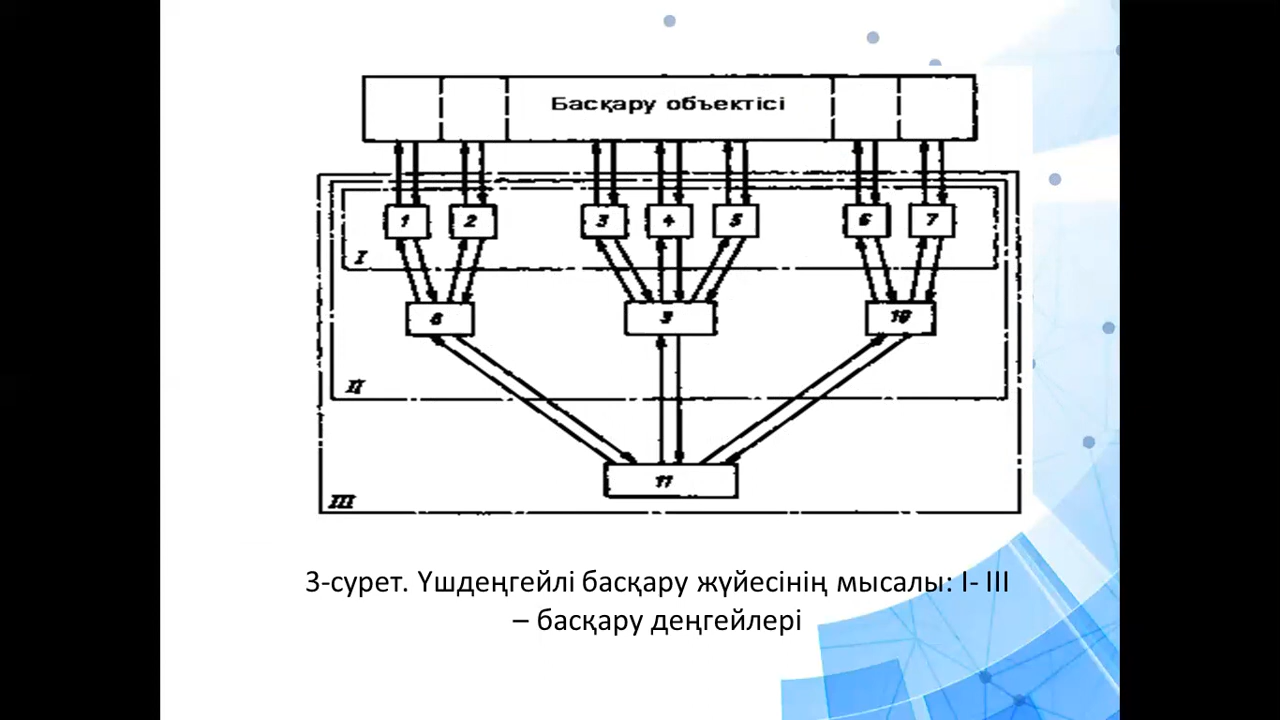 Басқару объектісі
1 2 3 4 5 6 7
I
8 9 10
II
11
III
3-сурет. Үшдеңгейлі басқару жүйесінің мысалы: I- III
– басқару деңгейлері